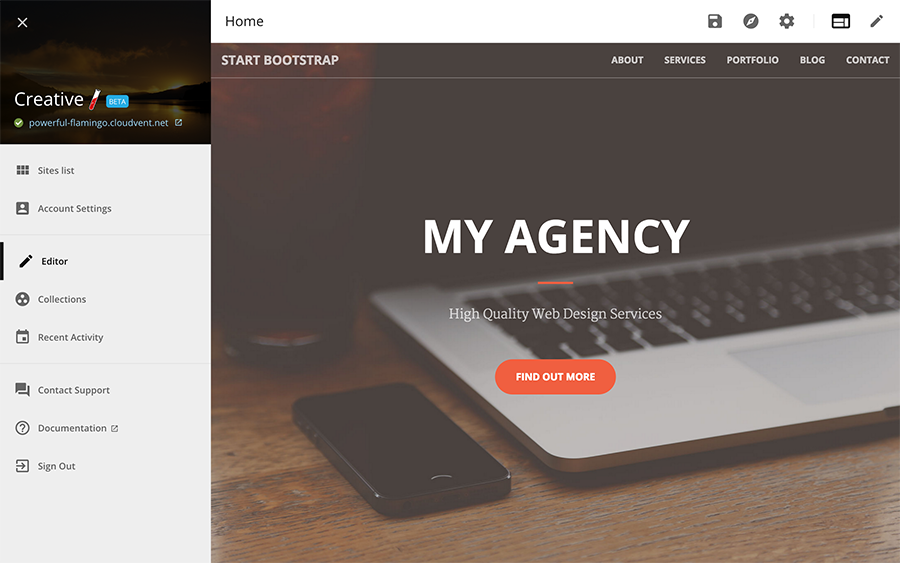 Home
Creative BETA
powerful-flamingo.cloudvent.net
Sites list
Account Settings
Editor
Collections
Recent Activity
Contact Support
Documentation
Sign Out
START BOOTSTRAP ABOUT SERVICES PORTFOLIO BLOG CONTACT
MY AGENCY
High Quality Web Design Services
FIND OUT MORE